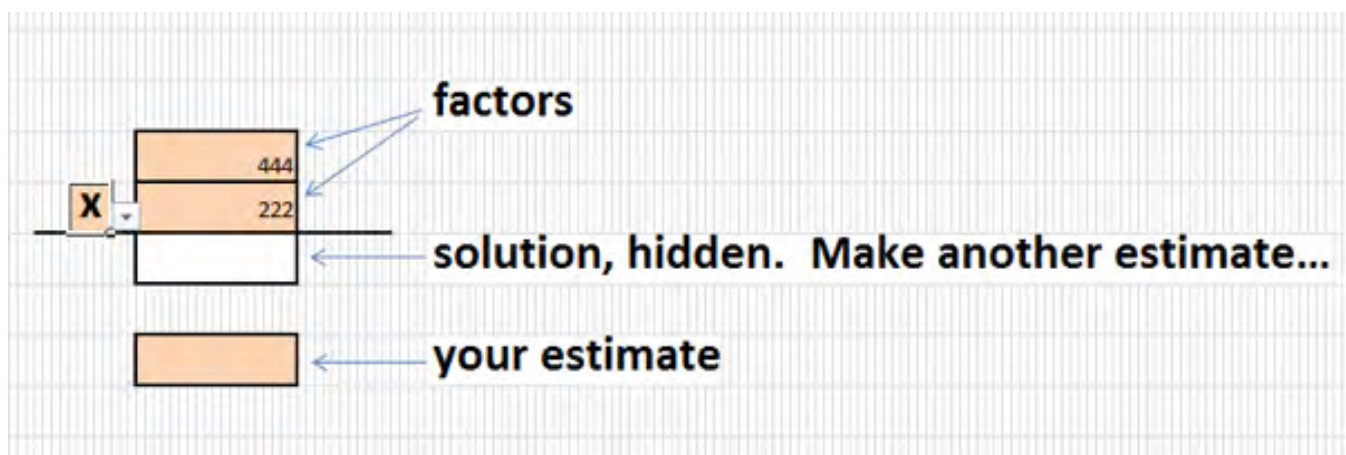 factors
444
X 222
solution, hidden. Make another estimate...
your estimate